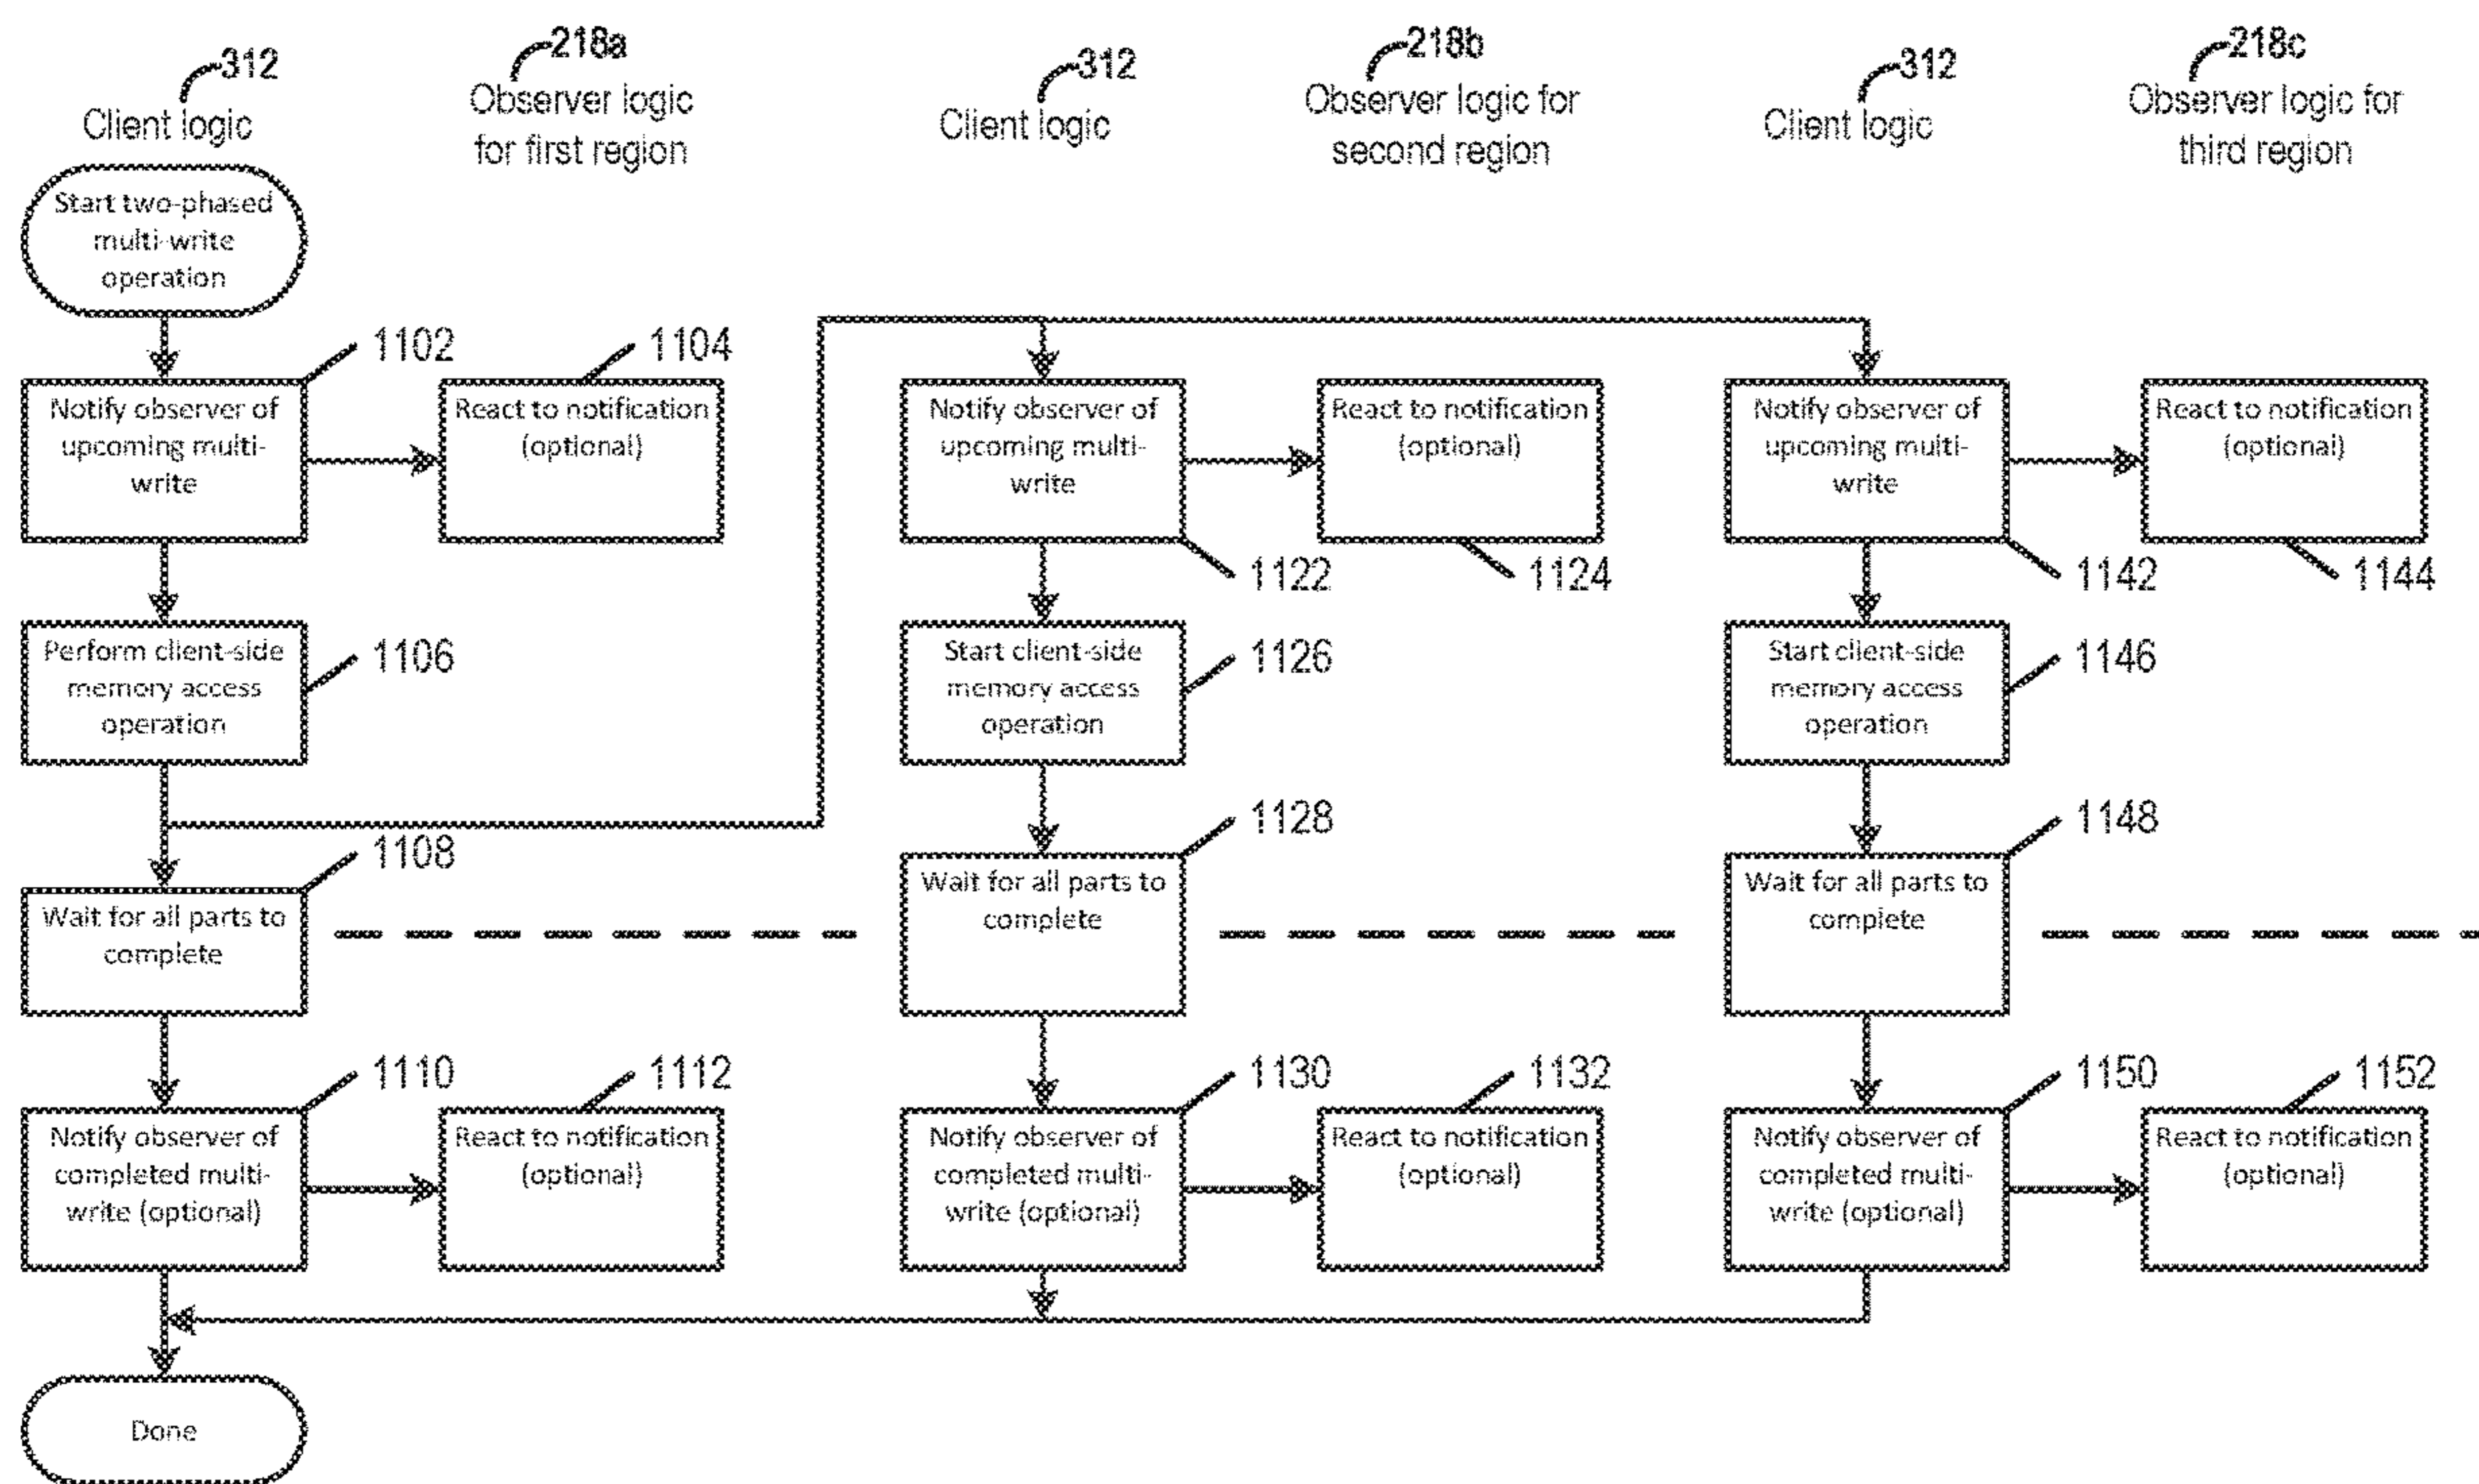 312
218a
312
218b
312
218c
Client logic
Observer logic
for first region
Client logic
Observer logic for
second region
Client logic
Observer logic for
third region
Start two-phased
multi-write
operation
1102
1104
Notify observer of
upcoming multi-
write
React to notification
(optional)
Notify observer of
upcoming multi-
write
React to notification
(optional)
Notify observer of
upcoming multi-
write
React to notification
(optional)
1122
1124
1142
1144
Perform client-side
memory access
operation
1106
Start client-side
memory access
operation
1126
Start client-side
memory access
operation
1146
1108
1128
1148
Wait for all parts to
complete
Wait for all parts to
complete
Wait for all parts to
complete
1110
1112
1130
1132
1150
1152
Notify observer of
completed multi-
write (optional)
React to notification
(optional)
Notify observer of
completed multi-
write (optional)
React to notification
(optional)
Notify observer of
completed multi-
write (optional)
React to notification
(optional)
Done